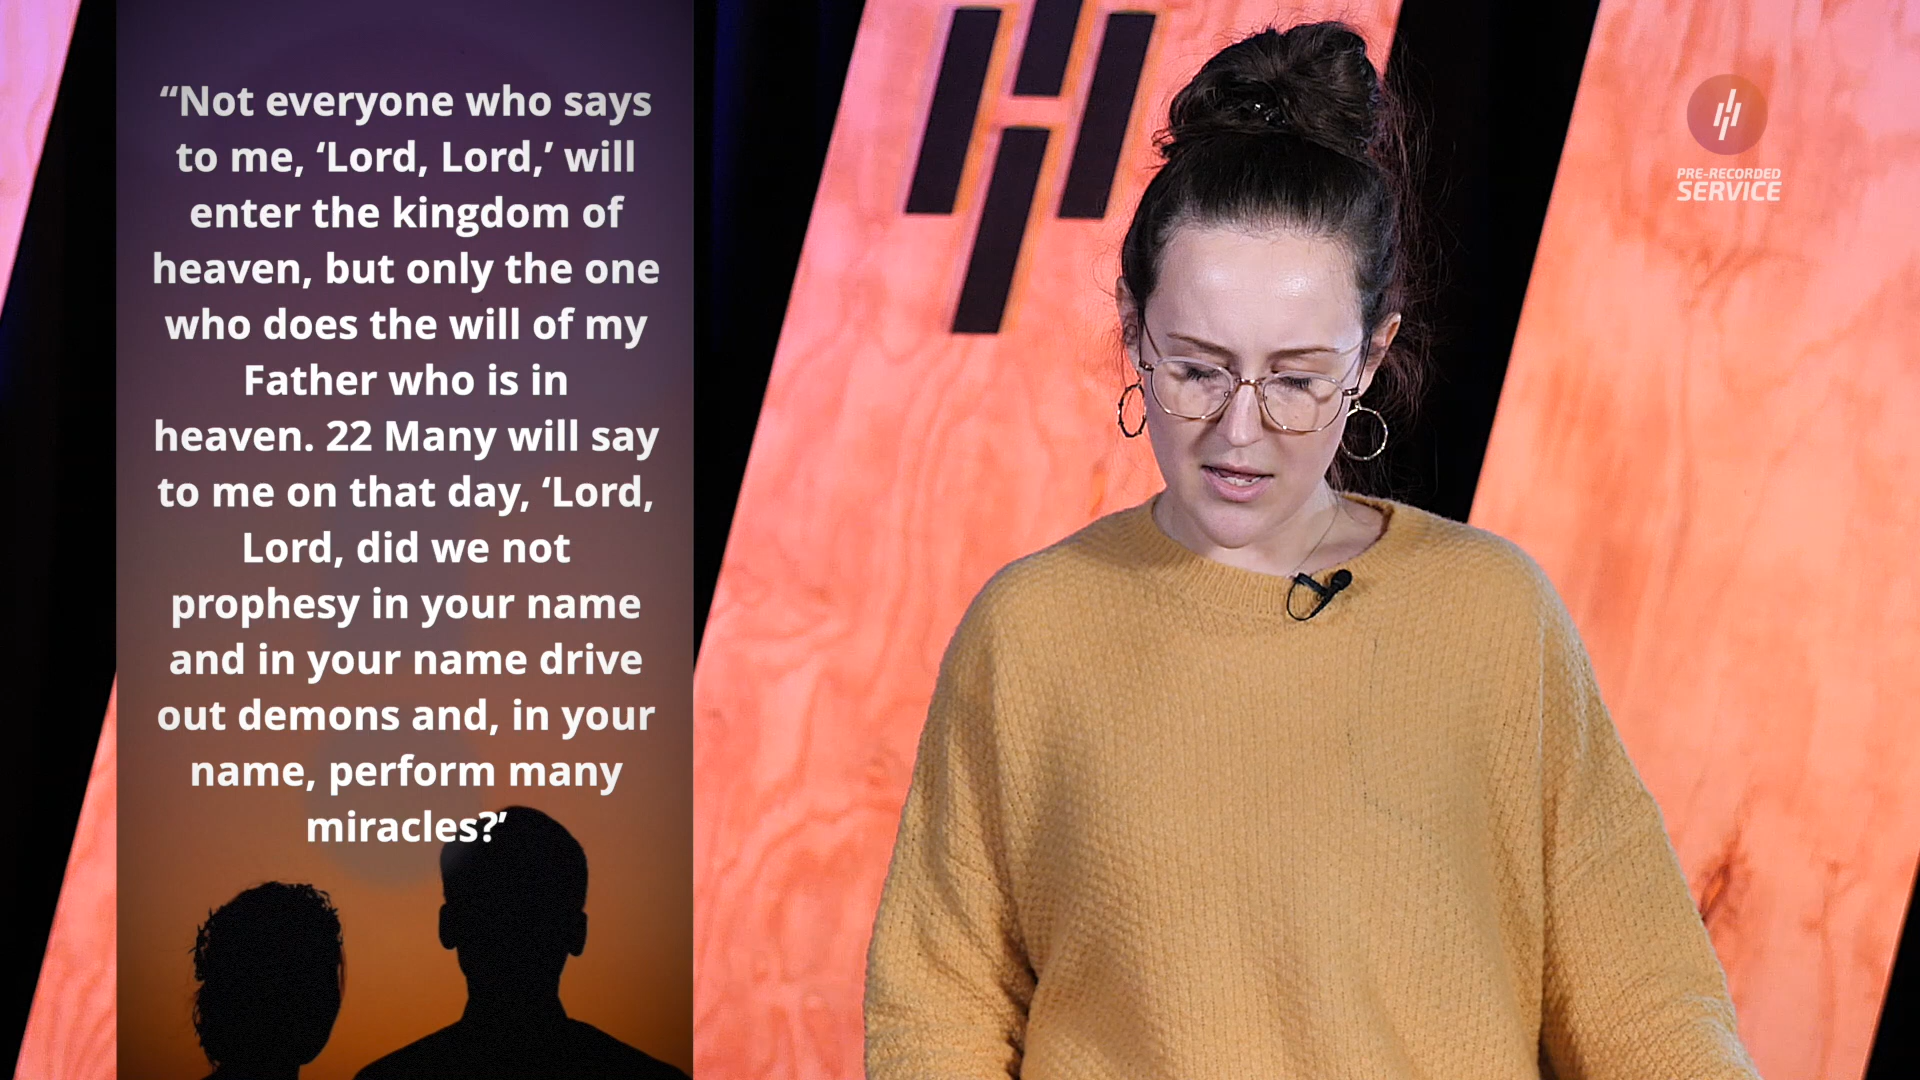 “Not everyone who says
to me, ‘Lord, Lord,’ will
enter the kingdom of
heaven, but only the one
who does the will of my
Father who is in
heaven. 22 Many will say
to me on that day, ‘Lord,
Lord, did we not
prophesy in your name
and in your name drive
out demons and, in your
name, perform many
miracles?’
PRE-RECORDED
SERVICE